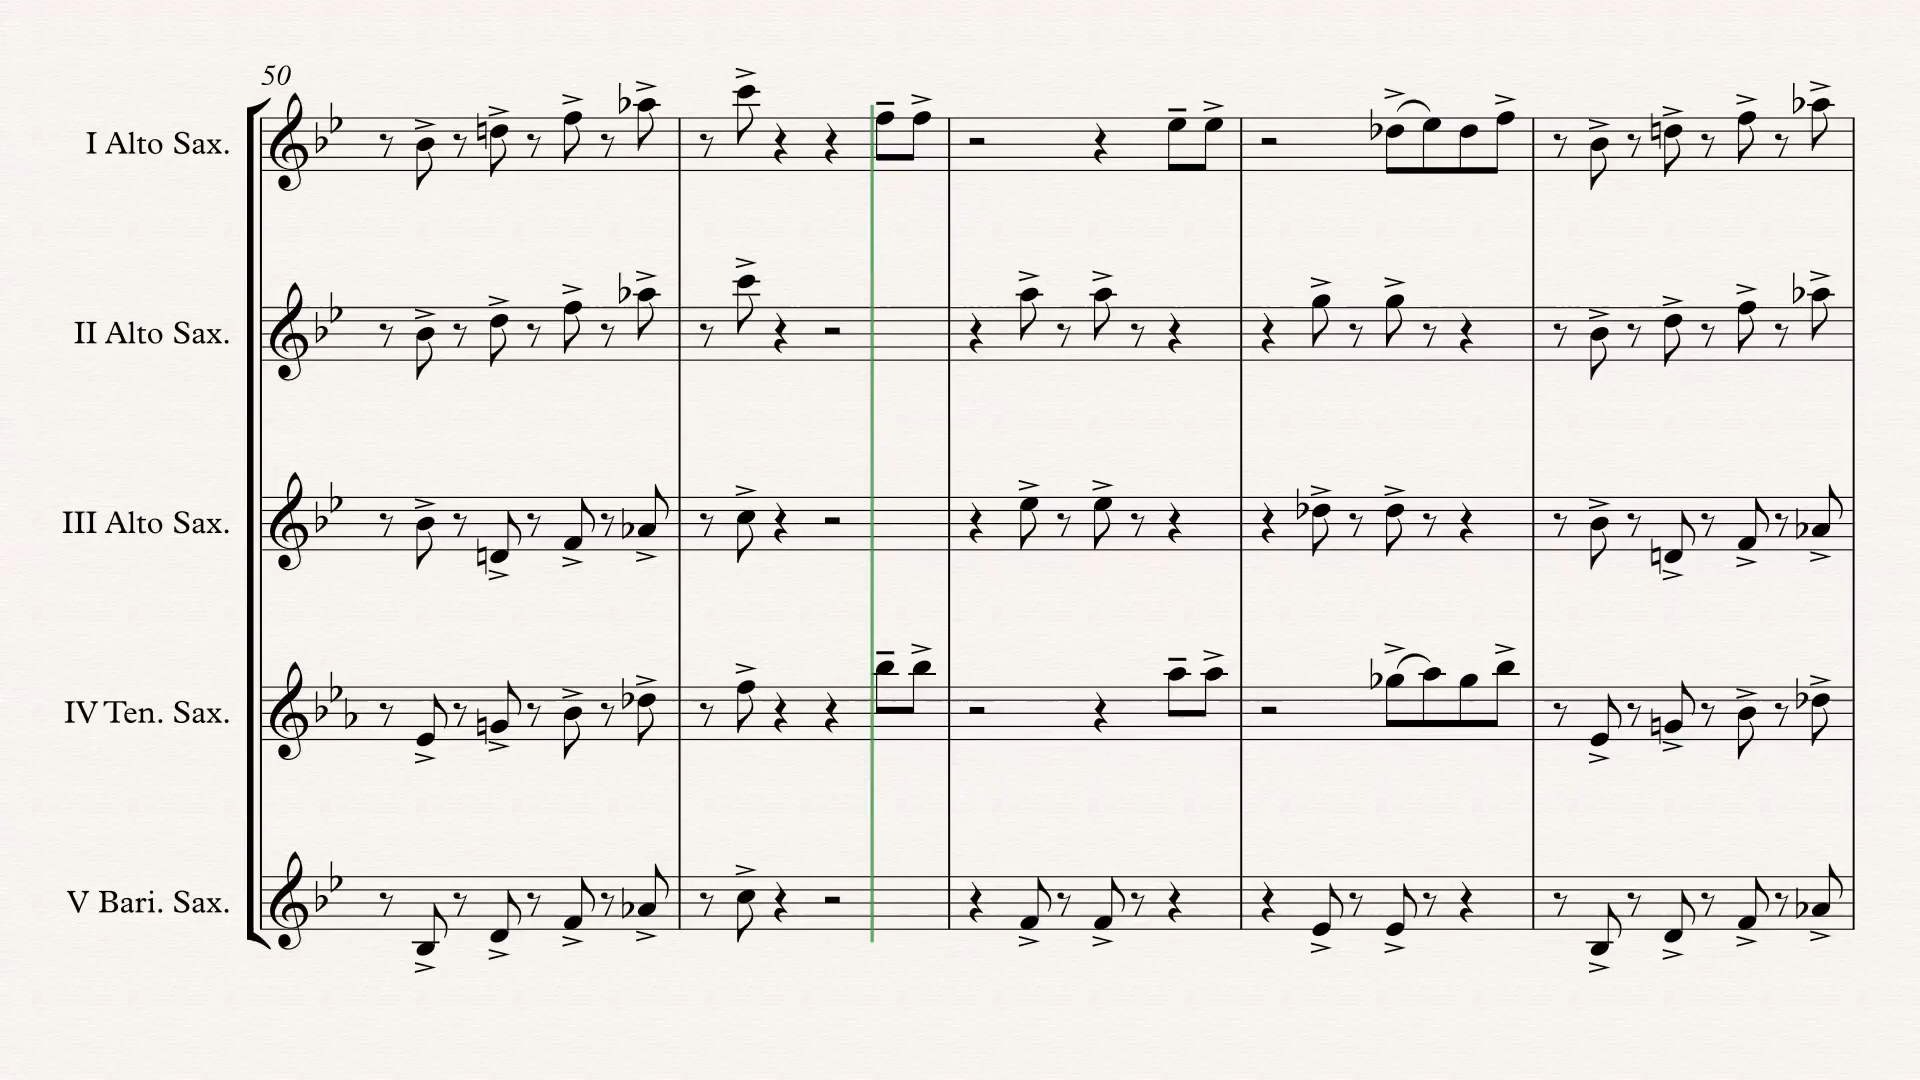 50
I Alto Sax.
II Alto Sax.
III Alto Sax.
IV Ten. Sax.
V Bari. Sax.